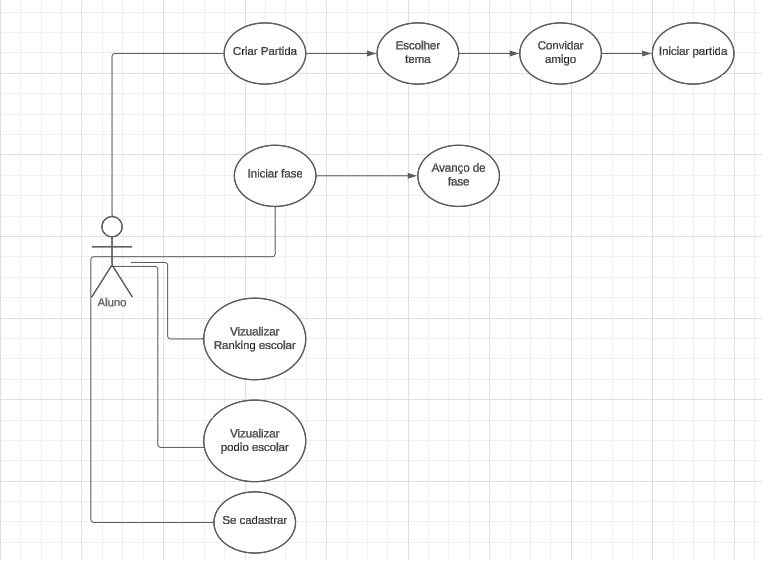 Criar Partida
Escolher
tema
Convidar
amigo
Iniciar partida
Iniciar fase
Avanço de
fase
Aluno
Vizualizar
Ranking escolar
Vizualizar
podio escolar
Se cadastrar